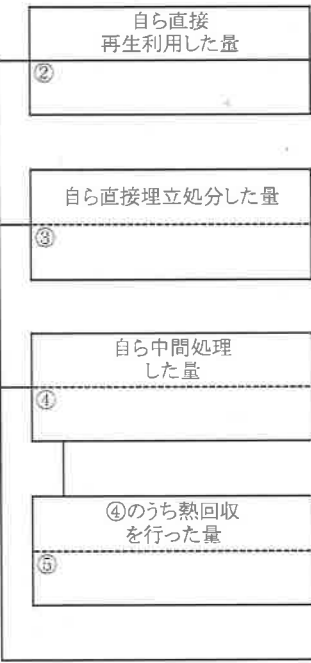 自ら直接
再生利用した量
②
自ら直接埋立処分した量
③
自ら中間処理
した量
④
④のうち熱回収
を行った量
⑤